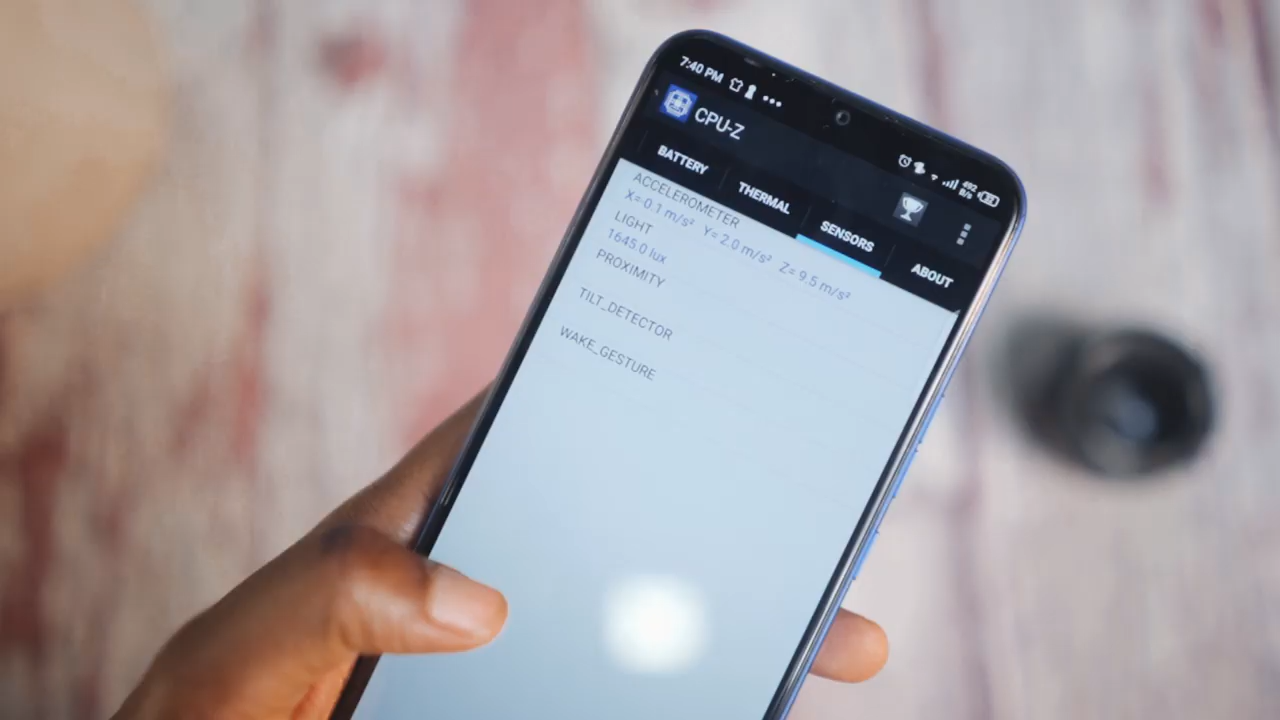 7:40 PM
492 B/s
CPU-Z
BATTERY THERMAL SENSORS ABOUT
ACCELEROMETER
X=-0.1 m/s² Y= 2.0 m/s² Z= 9.5 m/s²
LIGHT
1645.0 lux
PROXIMITY
TILT_DETECTOR
WAKE_GESTURE